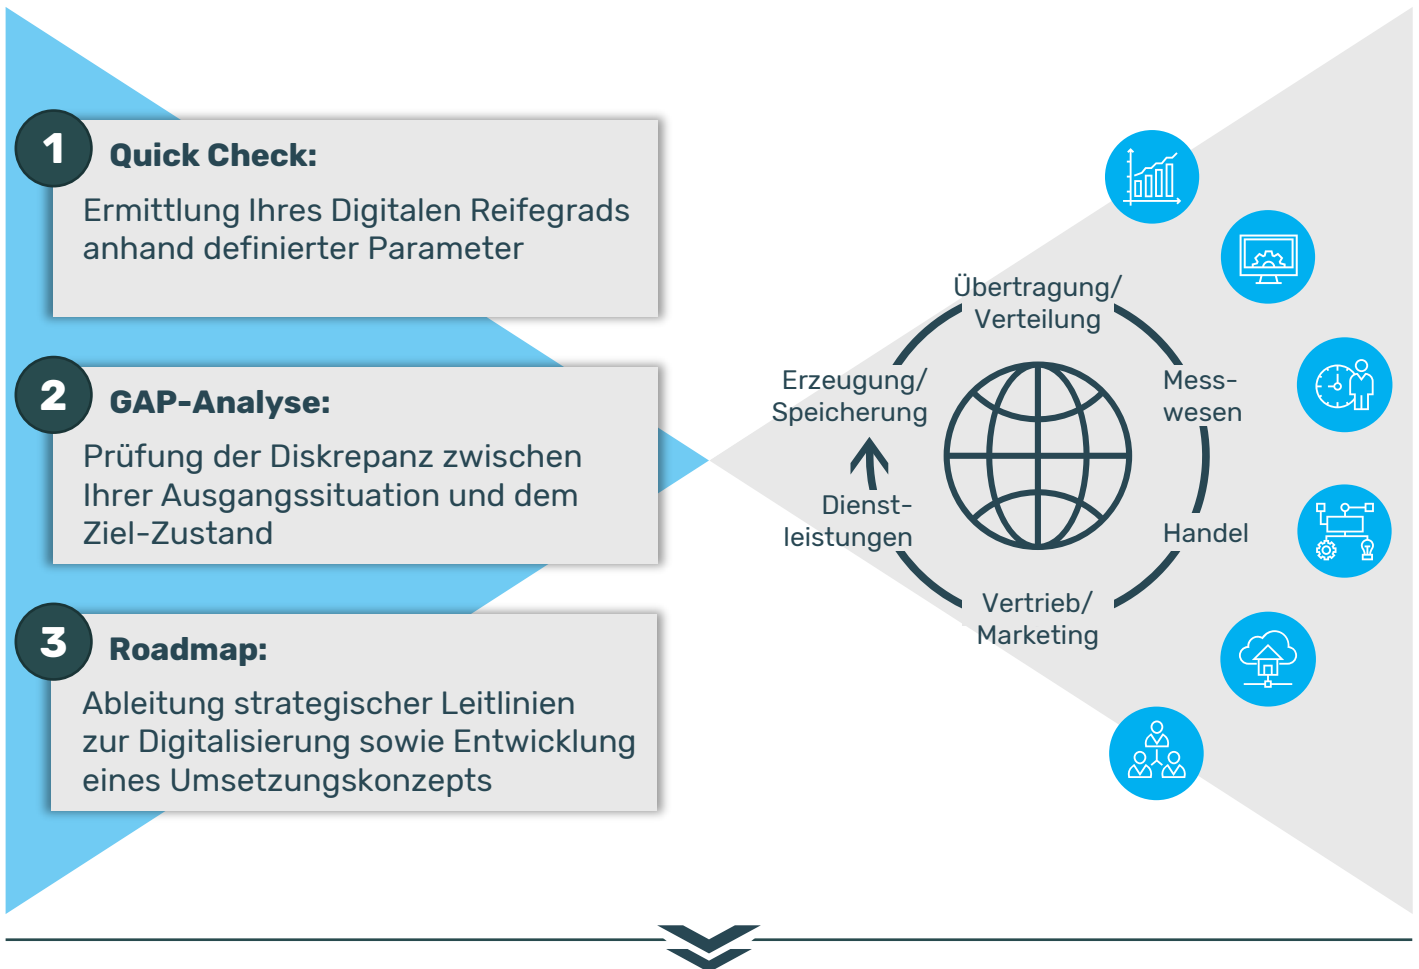 1
Quick Check:
Ermittlung Ihres Digitalen Reifegrads
anhand definierter Parameter
2
GAP-Analyse:
Prüfung der Diskrepanz zwischen
Ihrer Ausgangssituation und dem
Ziel-Zustand
3
Roadmap:
Ableitung strategischer Leitlinien
zur Digitalisierung sowie Entwicklung
eines Umsetzungskonzepts
Übertragung/
Verteilung
Mess-
wesen
Handel
Vertrieb/
Marketing
Dienst-
leistungen
Erzeugung/
Speicherung